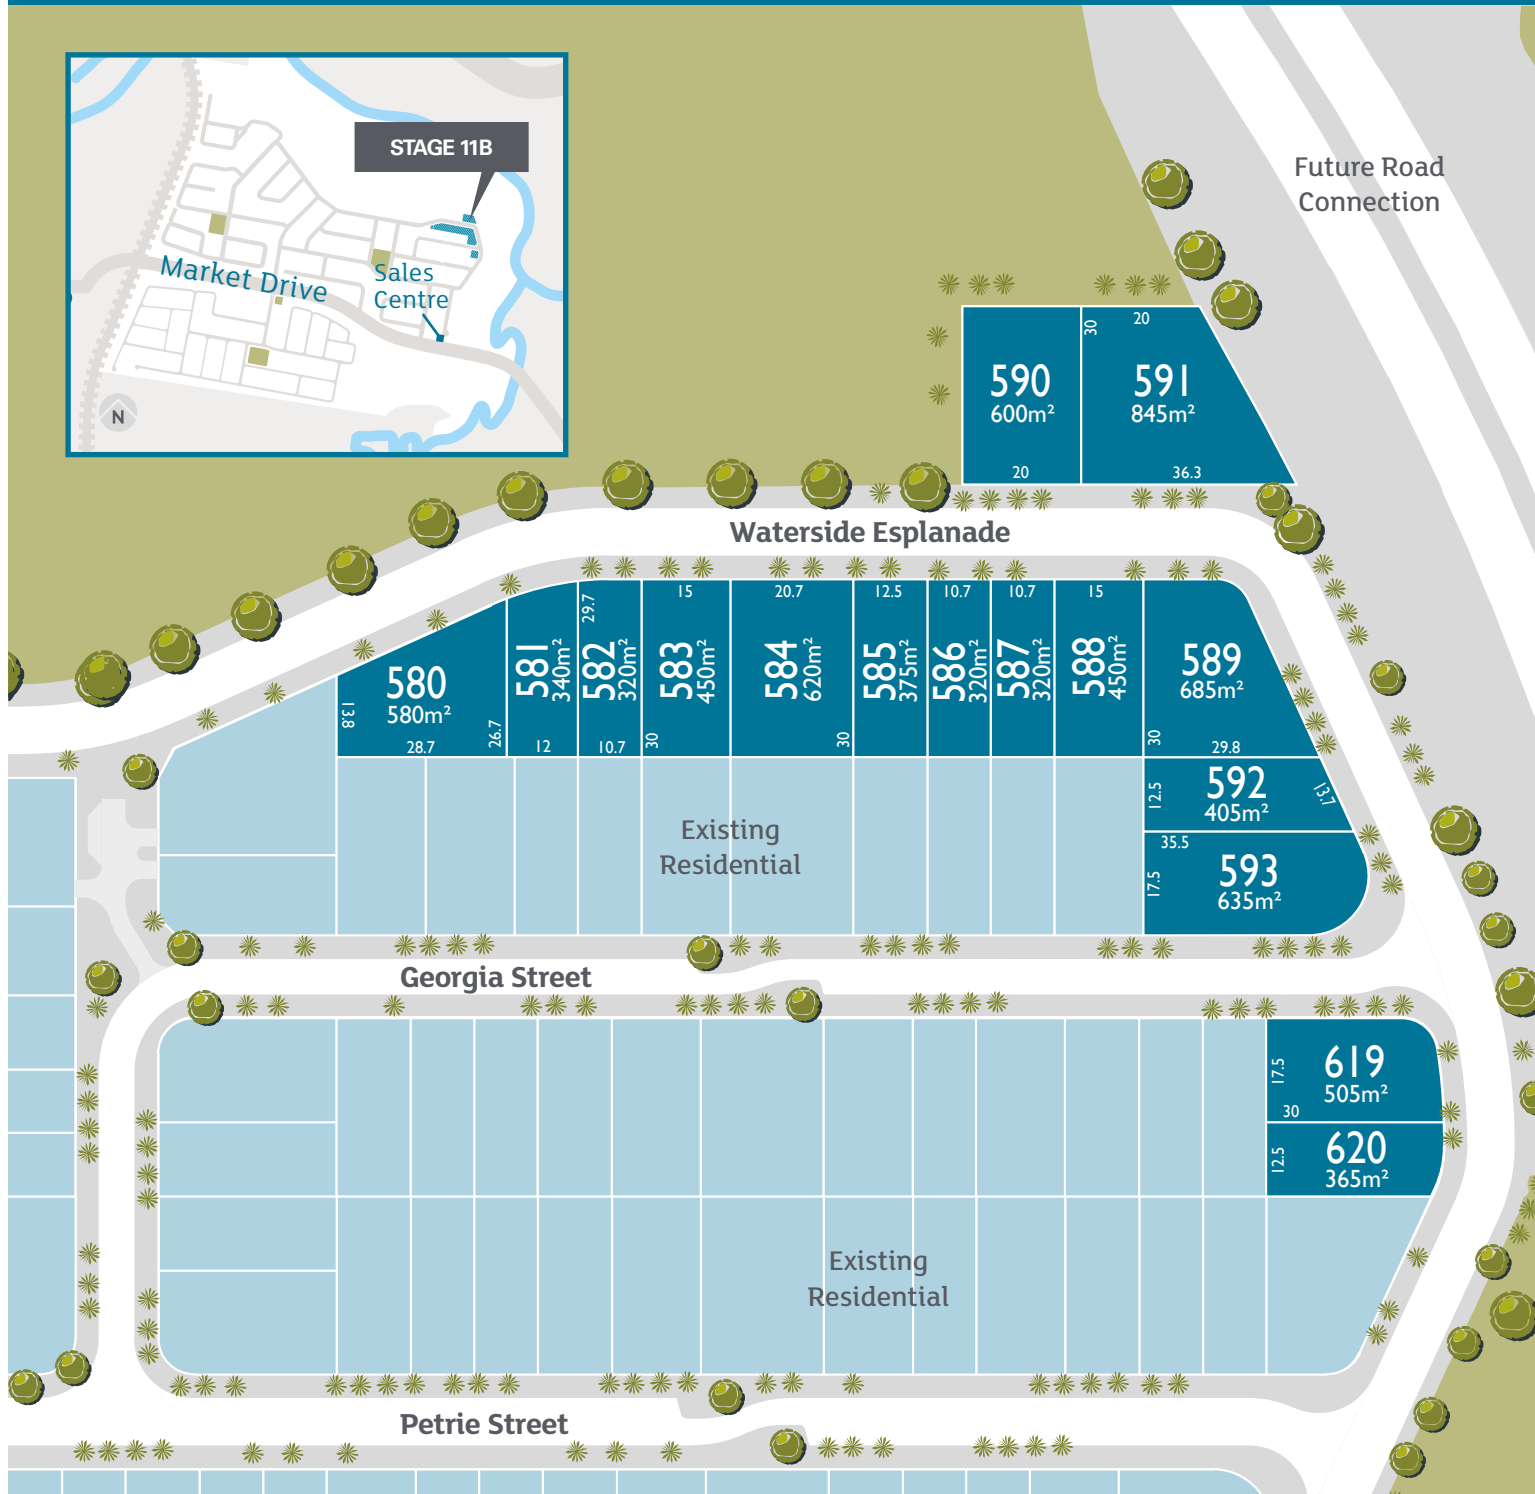 STAGE 11B
Market Drive
Sales
Centre
N
Future Road
Connection
30
20
590
600m²
591
845m²
20
36.3
Waterside Esplanade
29.7
15
20.7
12.5
10.7
10.7
15
580
580m²
581
340m²
582
320m²
583
450m²
584
620m²
585
375m²
586
320m²
587
320m²
588
450m²
589
685m²
13.8
28.7
26.7
12
10.7
30
30
30
29.8
592
405m²
12.5
13.7
35.5
593
635m²
17.5
Existing
Residential
Georgia Street
619
505m²
17.5
30
620
365m²
12.5
Existing
Residential
Petrie Street